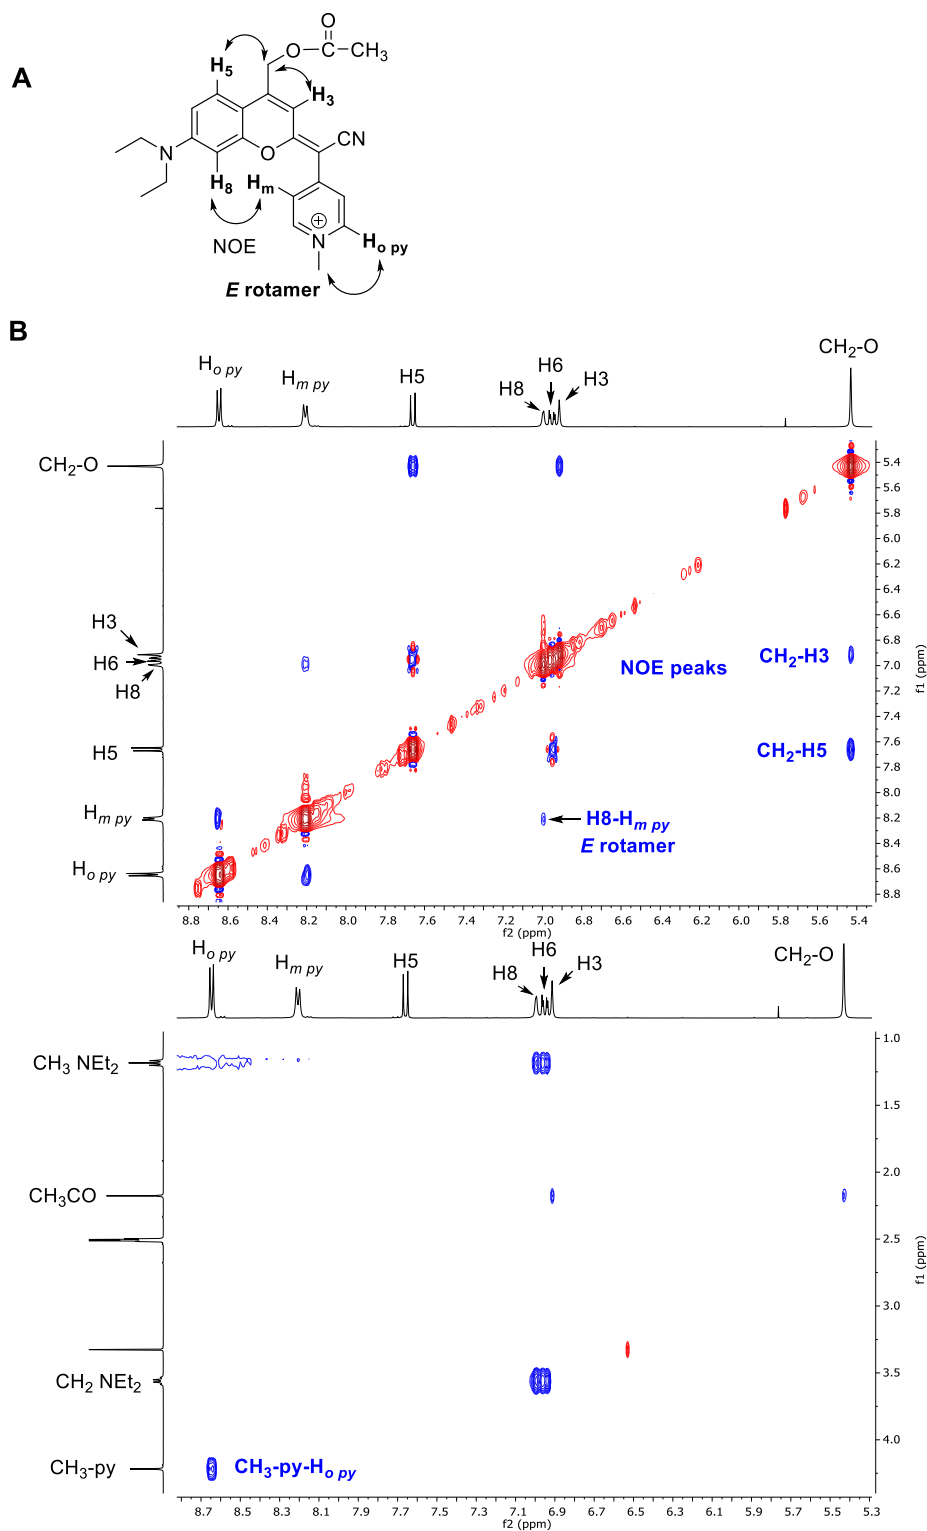 A
O
O
C
CH3
H5
H3
CN
N
O
H8
Hm
NOE
N
+
Ho py
E rotamer
B
Ho py
Hm py
H5
H8
H6
H3
CH2-O
CH2-O
H3
H6
H8
H5
Hm py
Ho py
NOE peaks
CH2-H3
CH2-H5
H8-Hm py
E rotamer
5.4
5.6
5.8
6.0
6.2
6.4
6.6
6.8
7.0
7.2
7.4
7.6
7.8
8.0
8.2
8.4
8.6
8.8
f1 (ppm)
8.8 8.6 8.4 8.2 8.0 7.8 7.6 7.4 7.2 7.0 6.8 6.6 6.4 6.2 6.0 5.8 5.6 5.4
f2 (ppm)
Ho py
Hm py
H5
H8
H6
H3
CH2-O
CH3 NEt2
CH3CO
CH2 NEt2
CH3-py
CH3-py-Ho py
1.0
1.5
2.0
2.5
3.0
3.5
4.0
f1 (ppm)
8.7 8.5 8.3 8.1 7.9 7.7 7.5 7.3 7.1 6.9 6.7 6.5 6.3 6.1 5.9 5.7 5.5 5.3
f2 (ppm)